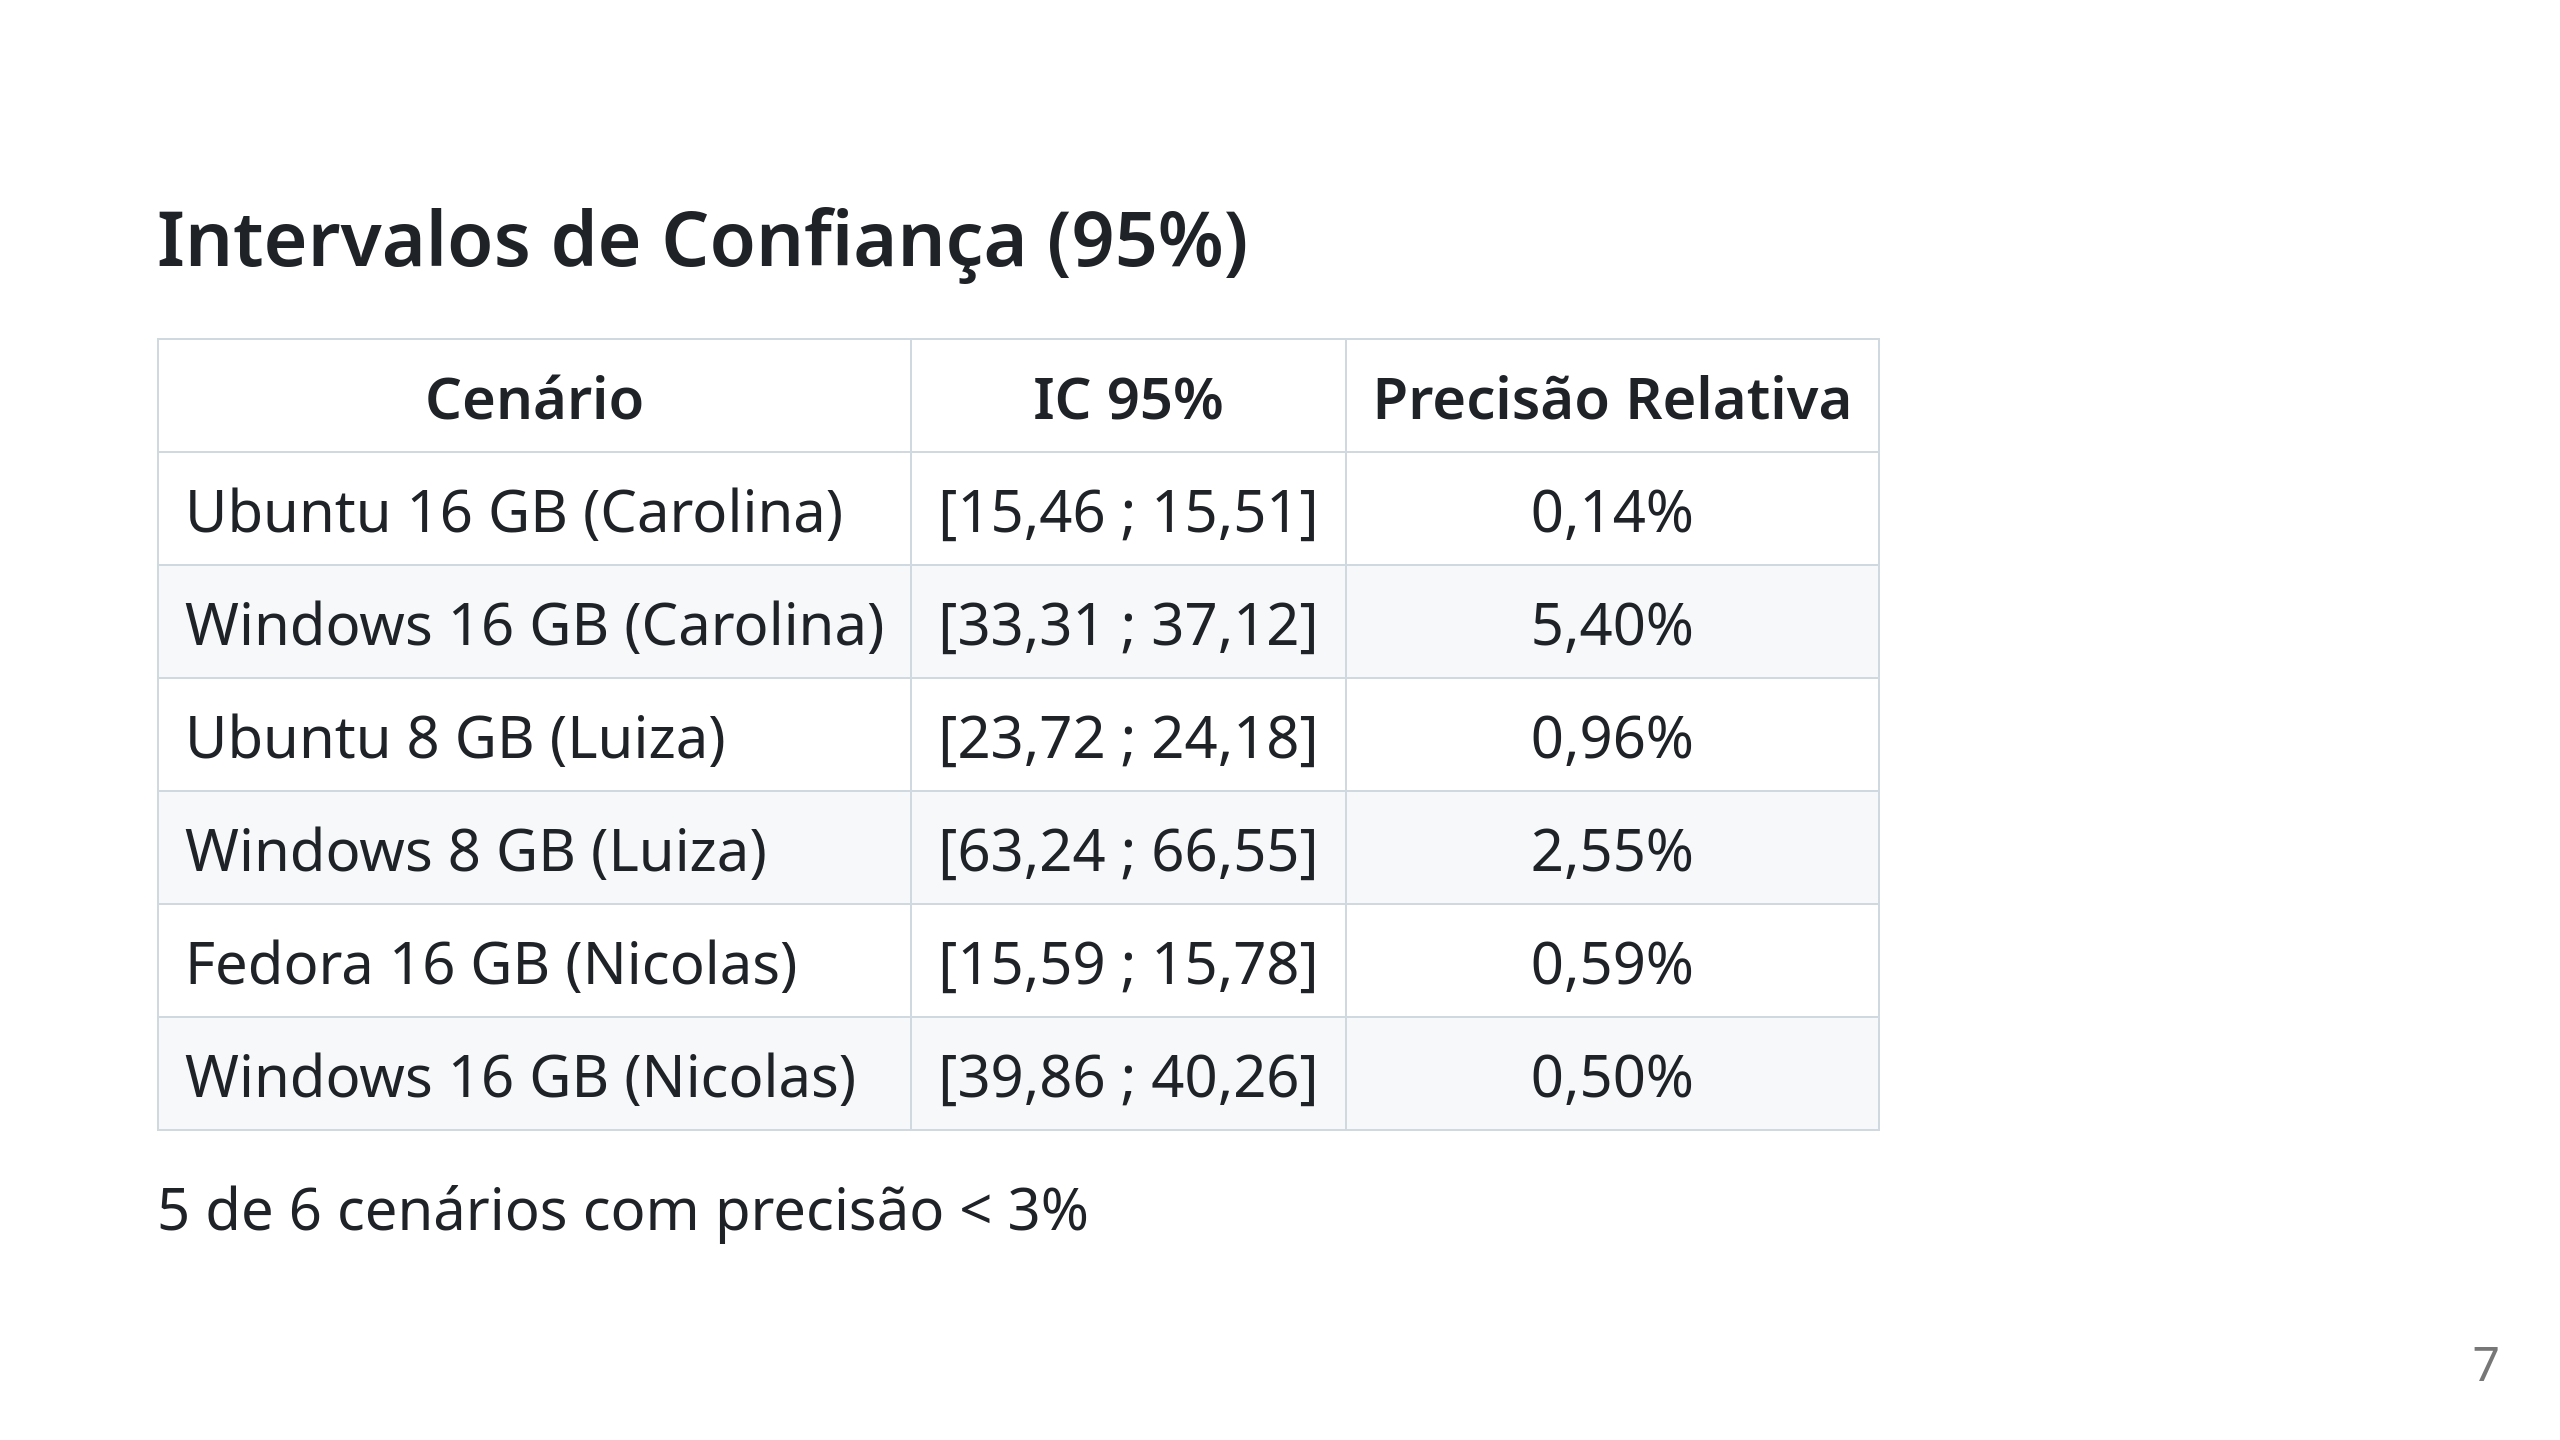 Intervalos de Confiança (95%)
Cenário IC 95% Precisão Relativa
Ubuntu 16 GB (Carolina) [15,46 ; 15,51] 0,14%
Windows 16 GB (Carolina) [33,31 ; 37,12] 5,40%
Ubuntu 8 GB (Luiza) [23,72 ; 24,18] 0,96%
Windows 8 GB (Luiza) [63,24 ; 66,55] 2,55%
Fedora 16 GB (Nicolas) [15,59 ; 15,78] 0,59%
Windows 16 GB (Nicolas) [39,86 ; 40,26] 0,50%
5 de 6 cenários com precisão < 3%
7